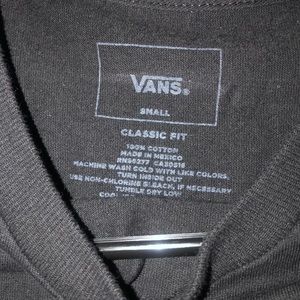 VANS®
SMALL
CLASSIC FIT
100% COTTON
MADE IN MEXICO
MACHINE WASH COLD WITH LIKE COLORS,
TURN INSIDE OUT
USE NON-CHLORINE BLEACH, IF NECESSARY
TUMBLE DRY LOW